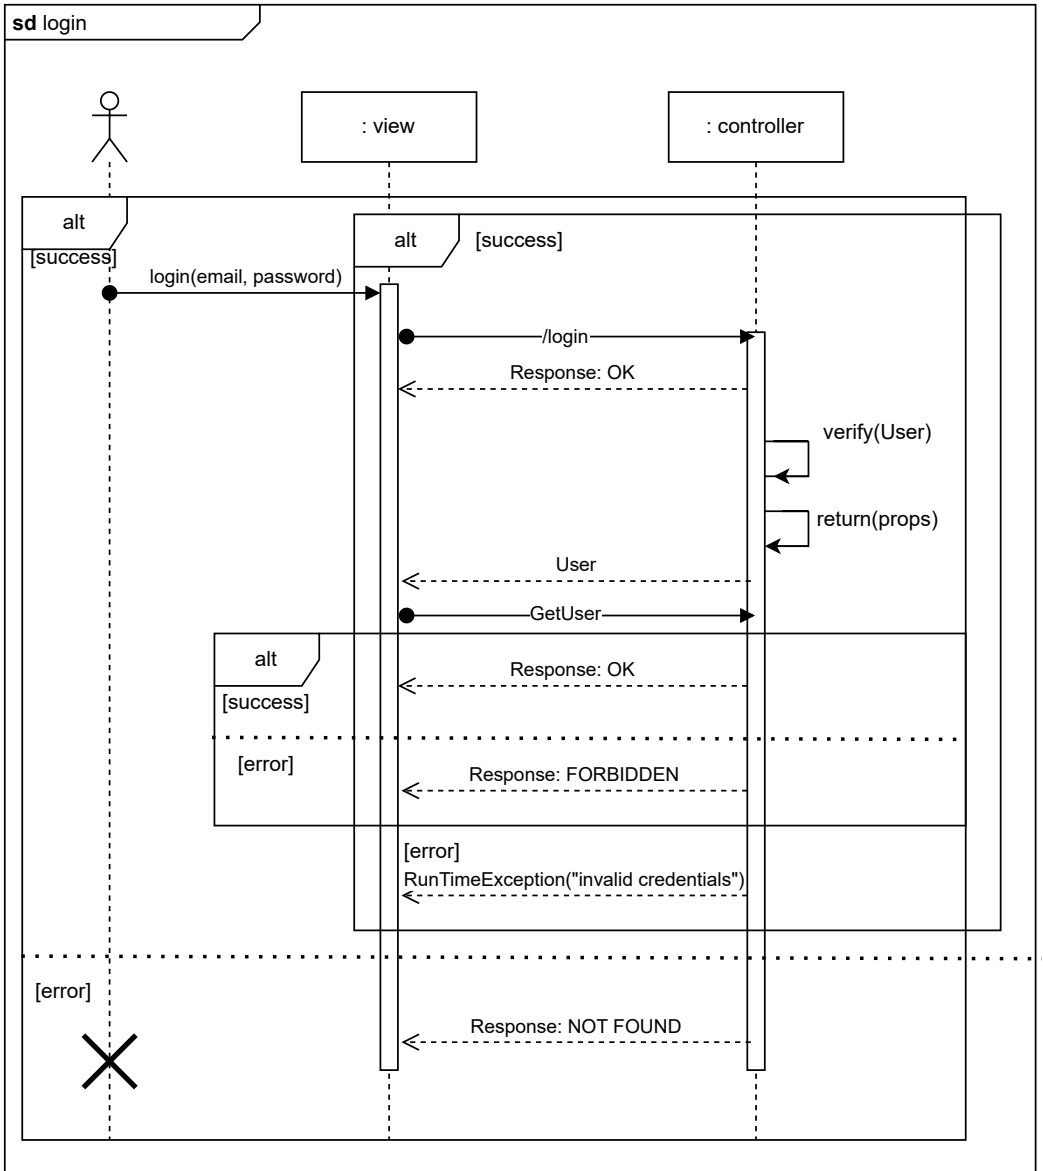 sd login
: view
: controller
alt
alt
[success]
[success]
login(email, password)
/login
Response: OK
verify(User)
return(props)
User
GetUser
alt
Response: OK
[success]
[error]
Response: FORBIDDEN
[error]
RunTimeException("invalid credentials")
[error]
Response: NOT FOUND